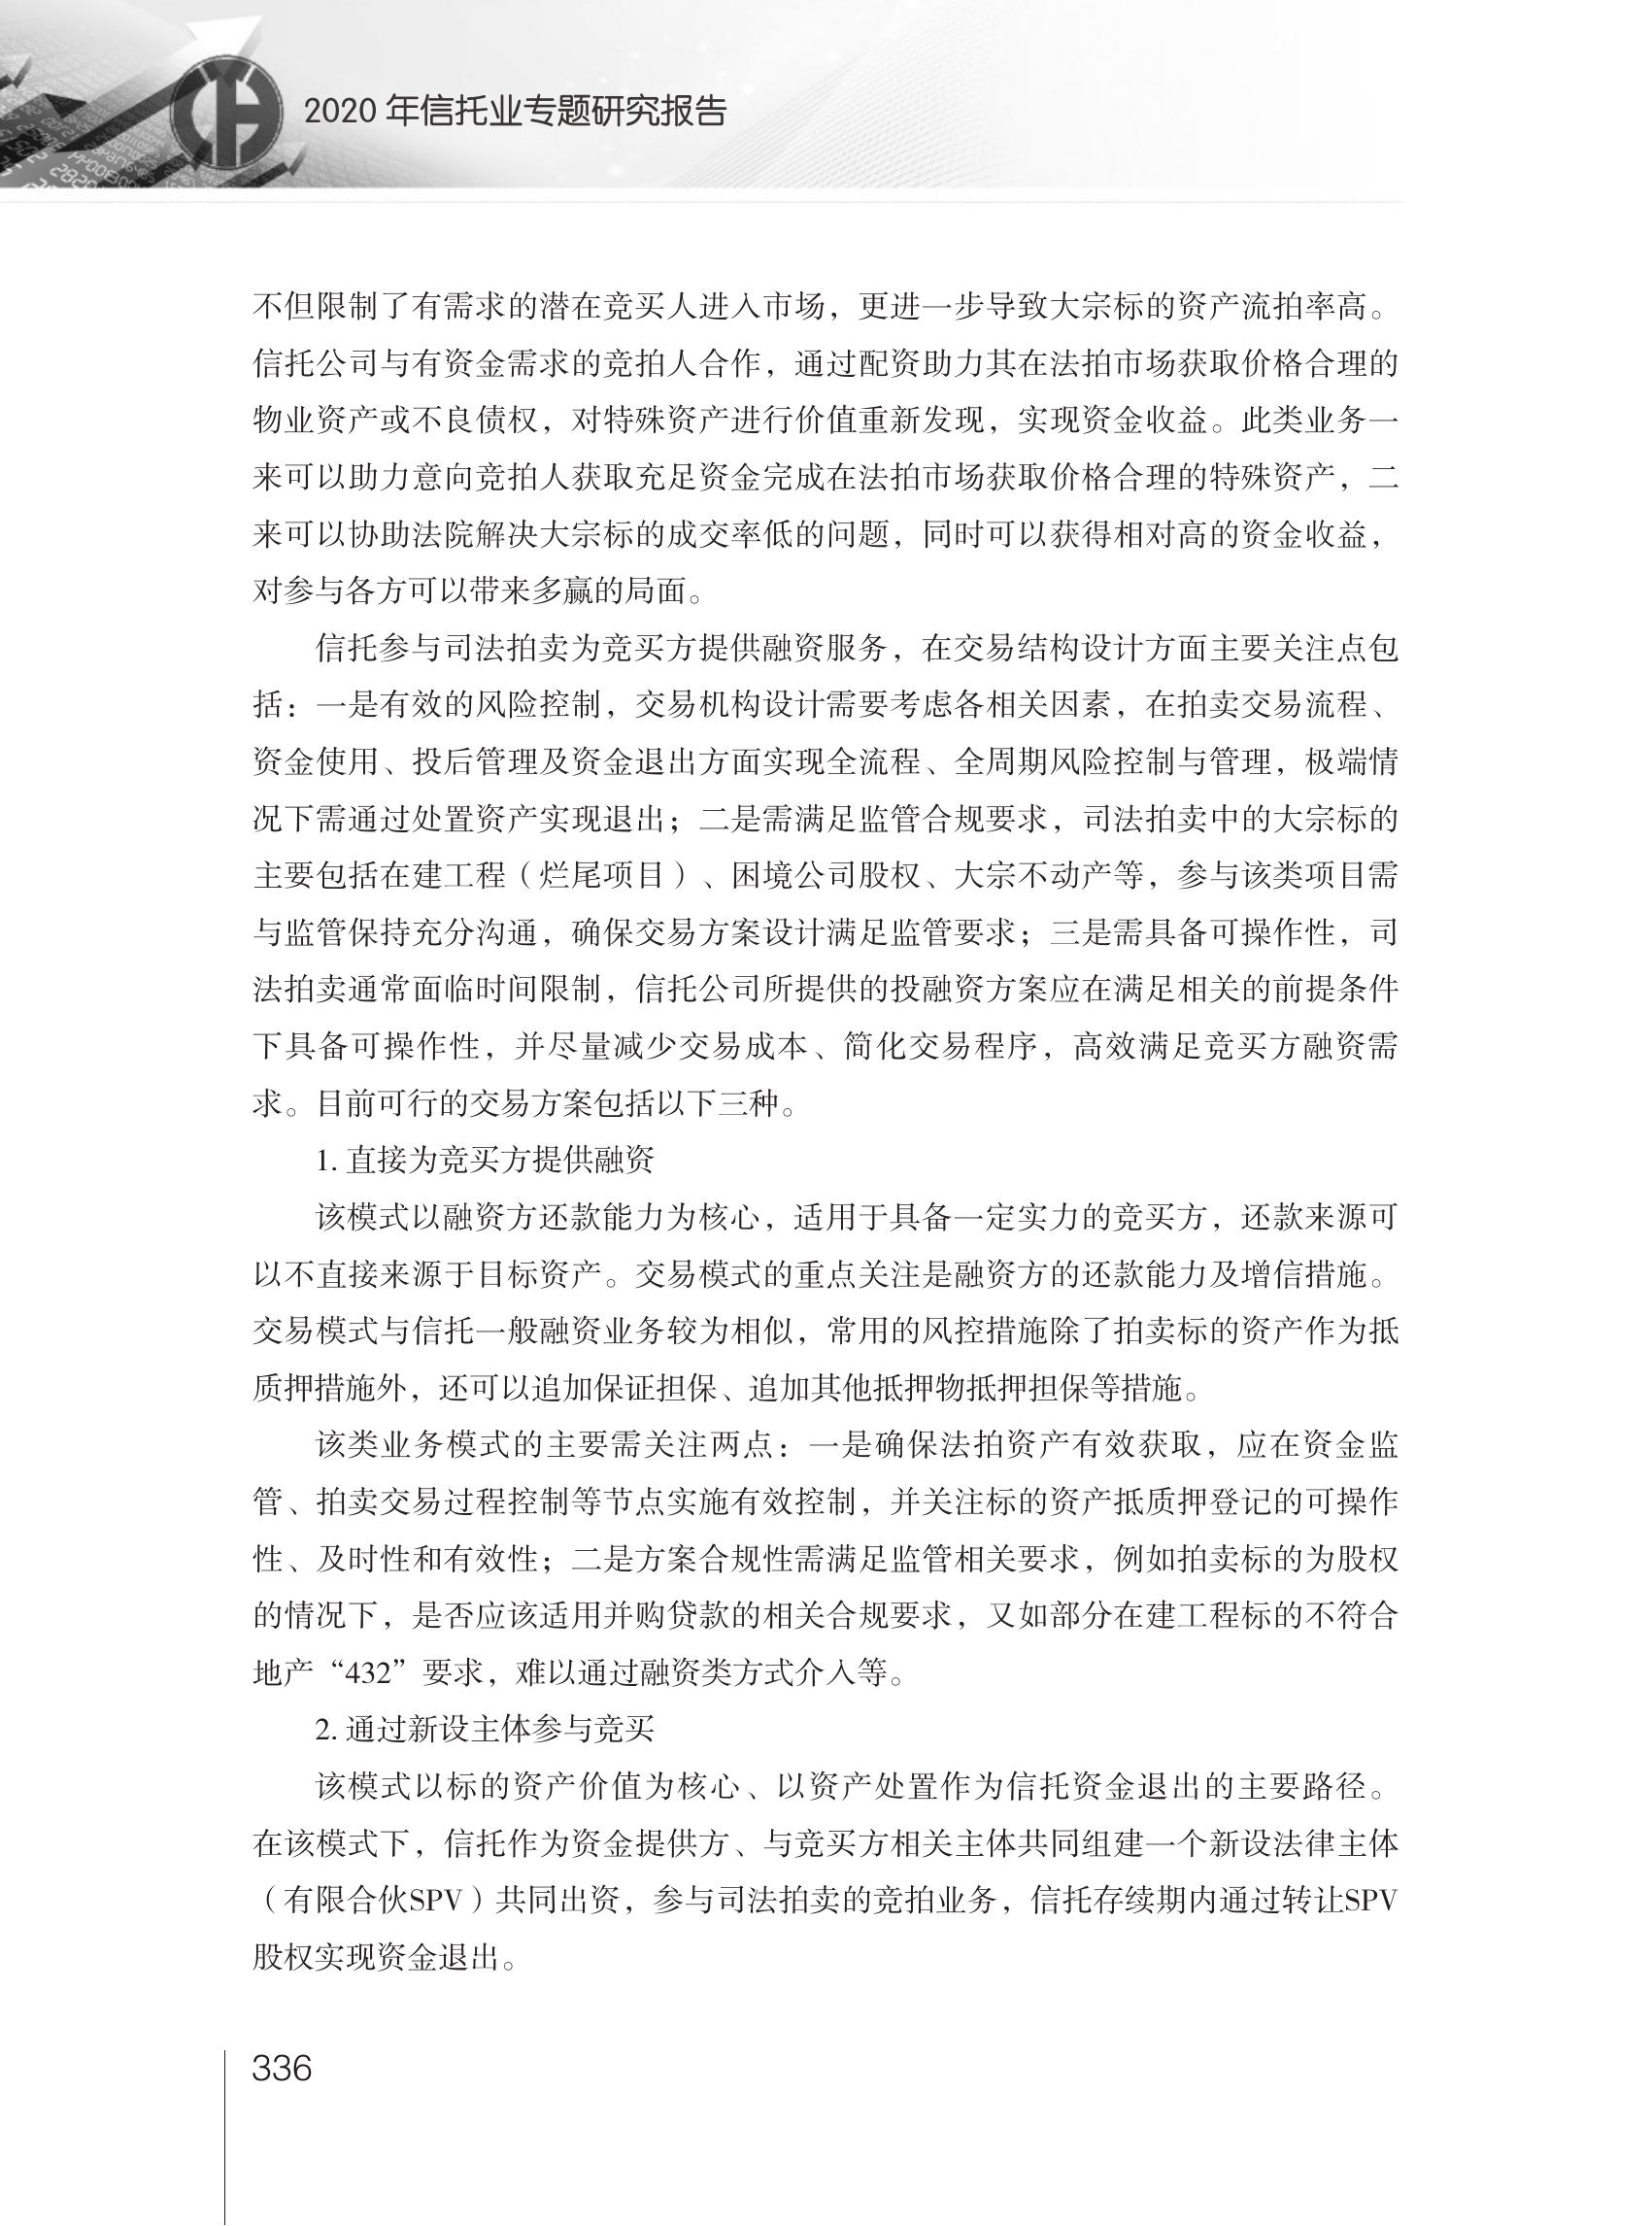 2020 年信托业专题研究报告
不但限制了有需求的潜在竞买人进入市场，更进一步导致大宗标的资产流拍率高。
信托公司与有资金需求的竞拍人合作，通过配资助力其在法拍市场获取价格合理的
物业资产或不良债权，对特殊资产进行价值重新发现，实现资金收益。此类业务一
来可以助力意向竞拍人获取充足资金完成在法拍市场获取价格合理的特殊资产，二
来可以协助法院解决大宗标的成交率低的问题，同时可以获得相对高的资金收益，
对参与各方可以带来多赢的局面。
信托参与司法拍卖为竞买方提供融资服务，在交易结构设计方面主要关注点包
括：一是有效的风险控制，交易机构设计需要考虑各相关因素，在拍卖交易流程、
资金使用、投后管理及资金退出方面实现全流程、全周期风险控制与管理，极端情
况下需通过处置资产实现退出；二是需满足监管合规要求，司法拍卖中的大宗标的
主要包括在建工程（烂尾项目）、困境公司股权、大宗不动产等，参与该类项目需
与监管保持充分沟通，确保交易方案设计满足监管要求；三是需具备可操作性，司
法拍卖通常面临时间限制，信托公司所提供的投融资方案应在满足相关的前提条件
下具备可操作性，并尽量减少交易成本、简化交易程序，高效满足竞买方融资需
求。目前可行的交易方案包括以下三种。
1. 直接为竞买方提供融资
该模式以融资方还款能力为核心，适用于具备一定实力的竞买方，还款来源可
以不直接来源于目标资产。交易模式的重点关注是融资方的还款能力及增信措施。
交易模式与信托一般融资业务较为相似，常用的风控措施除了拍卖标的资产作为抵
质押措施外，还可以追加保证担保、追加其他抵押物抵押担保等措施。
该类业务模式的主要需关注两点：一是确保法拍资产有效获取，应在资金监
管、拍卖交易过程控制等节点实施有效控制，并关注标的资产抵质押登记的可操作
性、及时性和有效性；二是方案合规性需满足监管相关要求，例如拍卖标的为股权
的情况下，是否应该适用并购贷款的相关合规要求，又如部分在建工程标的不符合
地产“432”要求，难以通过融资类方式介入等。
2. 通过新设主体参与竞买
该模式以标的资产价值为核心、以资产处置作为信托资金退出的主要路径。
在该模式下，信托作为资金提供方、与竞买方相关主体共同组建一个新设法律主体
（有限合伙SPV）共同出资，参与司法拍卖的竞拍业务，信托存续期内通过转让SPV
股权实现资金退出。
336